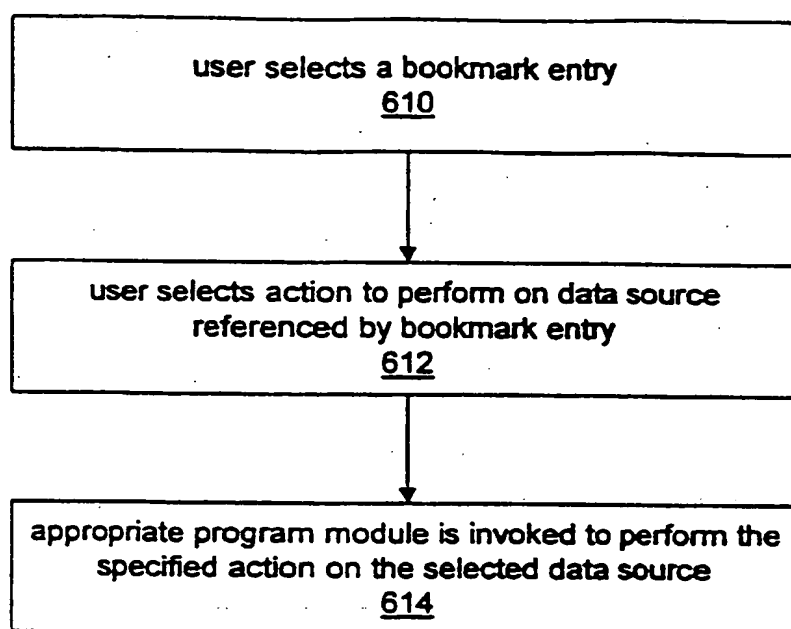 user selects a bookmark entry
610
user selects action to perform on data source
referenced by bookmark entry
612
appropriate program module is invoked to perform the
specified action on the selected data source
614